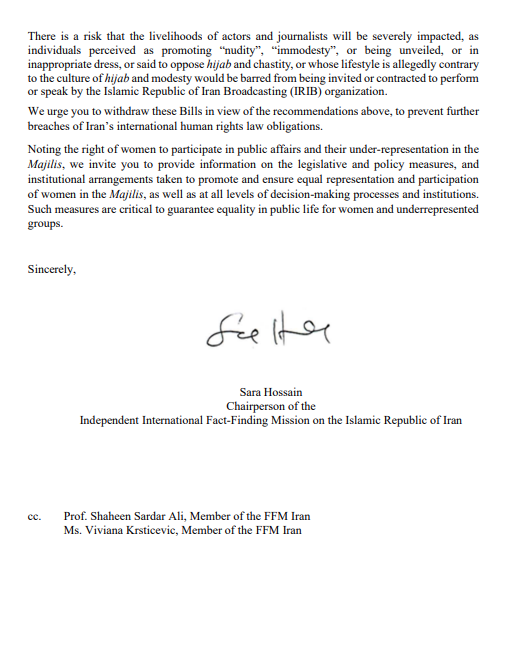 There is a risk that the livelihoods of actors and journalists will be severely impacted, as
individuals perceived as promoting “nudity”, “immodesty”, or being unveiled, or in
inappropriate dress, or said to oppose hijab and chastity, or whose lifestyle is allegedly contrary
to the culture of hijab and modesty would be barred from being invited or contracted to perform
or speak by the Islamic Republic of Iran Broadcasting (IRIB) organization.
We urge you to withdraw these Bills in view of the recommendations above, to prevent further
breaches of Iran’s international human rights law obligations.
Noting the right of women to participate in public affairs and their under-representation in the
Majilis, we invite you to provide information on the legislative and policy measures, and
institutional arrangements taken to promote and ensure equal representation and participation
of women in the Majilis, as well as at all levels of decision-making processes and institutions.
Such measures are critical to guarantee equality in public life for women and underrepresented
groups.
Sincerely,
Sara Hossain
Chairperson of the
Independent International Fact-Finding Mission on the Islamic Republic of Iran
cc. Prof. Shaheen Sardar Ali, Member of the FFM Iran
Ms. Viviana Krsticevic, Member of the FFM Iran